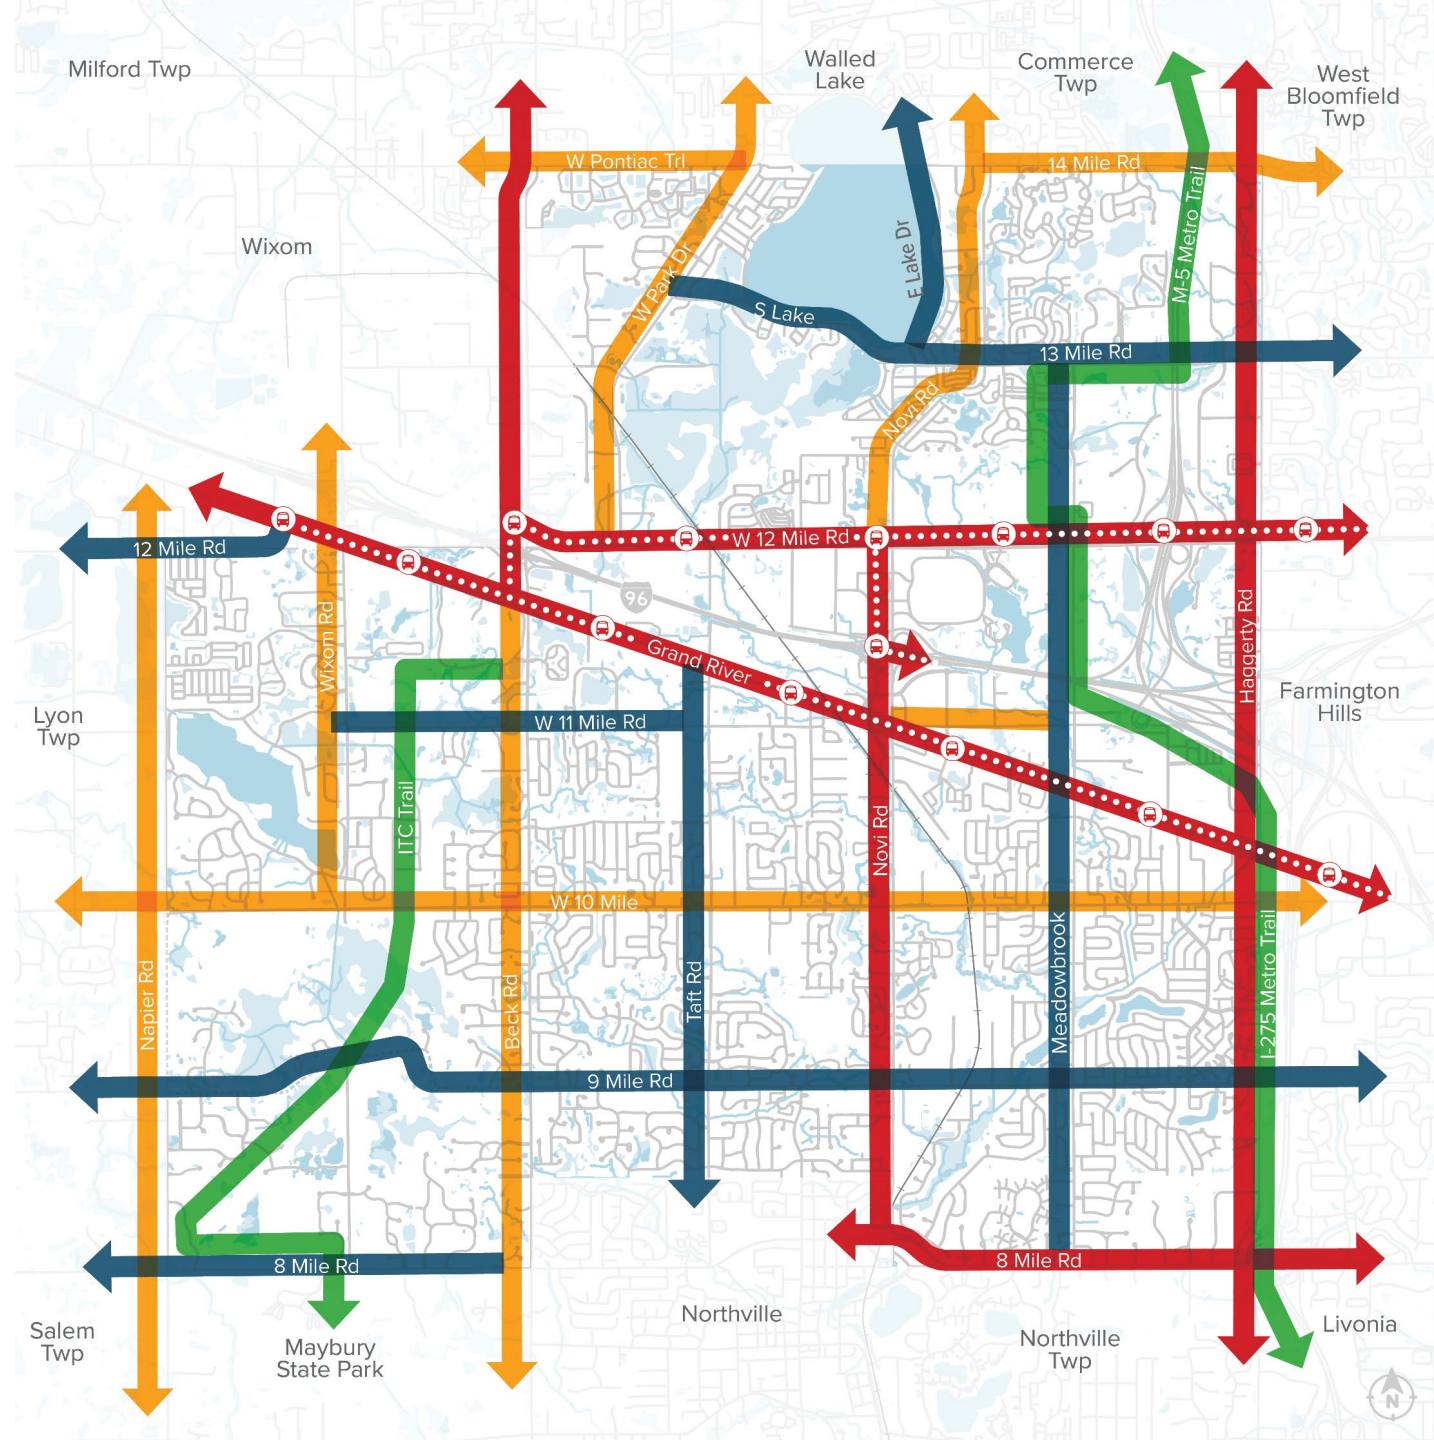 Milford Twp
Walled
Lake
Commerce
Twp
West
Bloomfield
Twp
W Pontiac Trl
14 Mile Rd
M-5 Metro Trail
Wixom
E Lake Dr
W Park Dr
S Lake
13 Mile Rd
Novi Rd
12 Mile Rd
W 12 Mile Rd
96
Wixom Rd
Grand River
Haggerty Rd
Farmington
Hills
Lyon
Twp
W 11 Mile Rd
ITC Trail
Novi Rd
W 10 Mile
Napier Rd
Beck Rd
Taft Rd
Meadowbrook
I-275 Metro Trail
9 Mile Rd
8 Mile Rd
8 Mile Rd
Salem
Twp
Maybury
State Park
Northville
Northville
Twp
Livonia
N